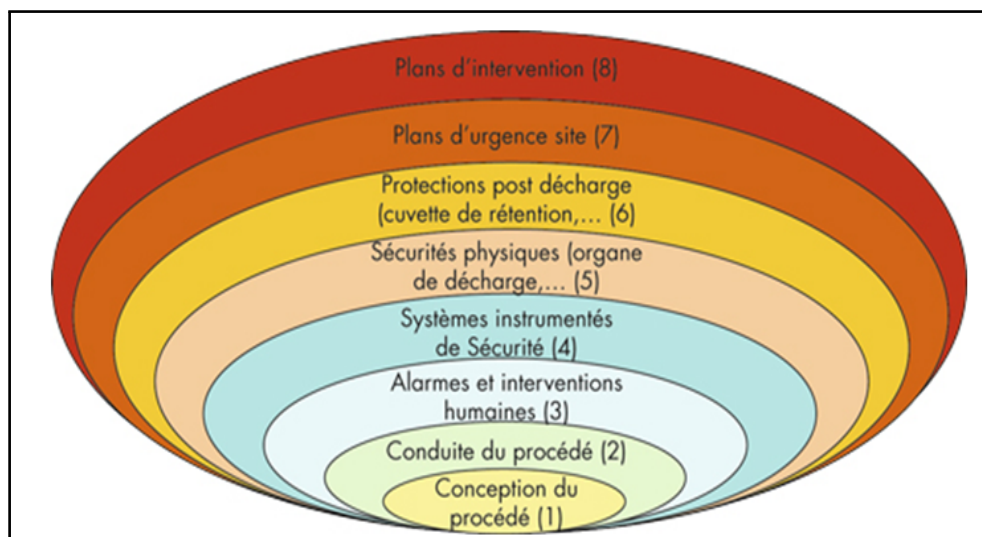 Plans d'intervention (8)
Plans d'urgence site (7)
Protections post décharge
(cuvette de rétention,... (6)
Sécurités physiques (organe
de décharge,... (5)
Systèmes instrumentés
de Sécurité (4)
Alarmes et interventions
humaines (3)
Conduite du procédé (2)
Conception du
procédé (1)